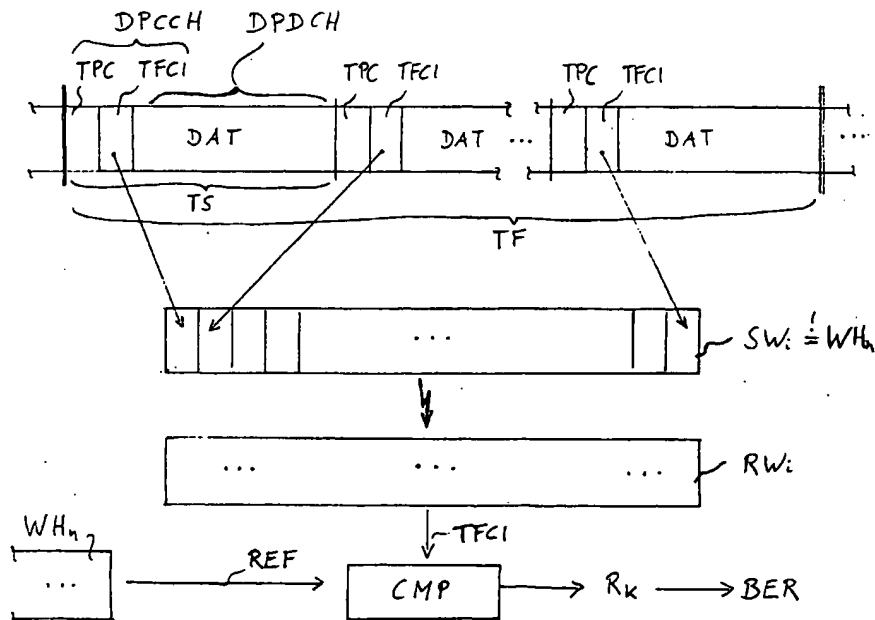 DPCCH DPDCH
TPC TFCI TPC TFCI TPC TFCI
DAT DAT ... DAT ...
TS
TF
... SWi != WHn
... ... ... RWi
TFCI
WHn
... REF CMP RK BER